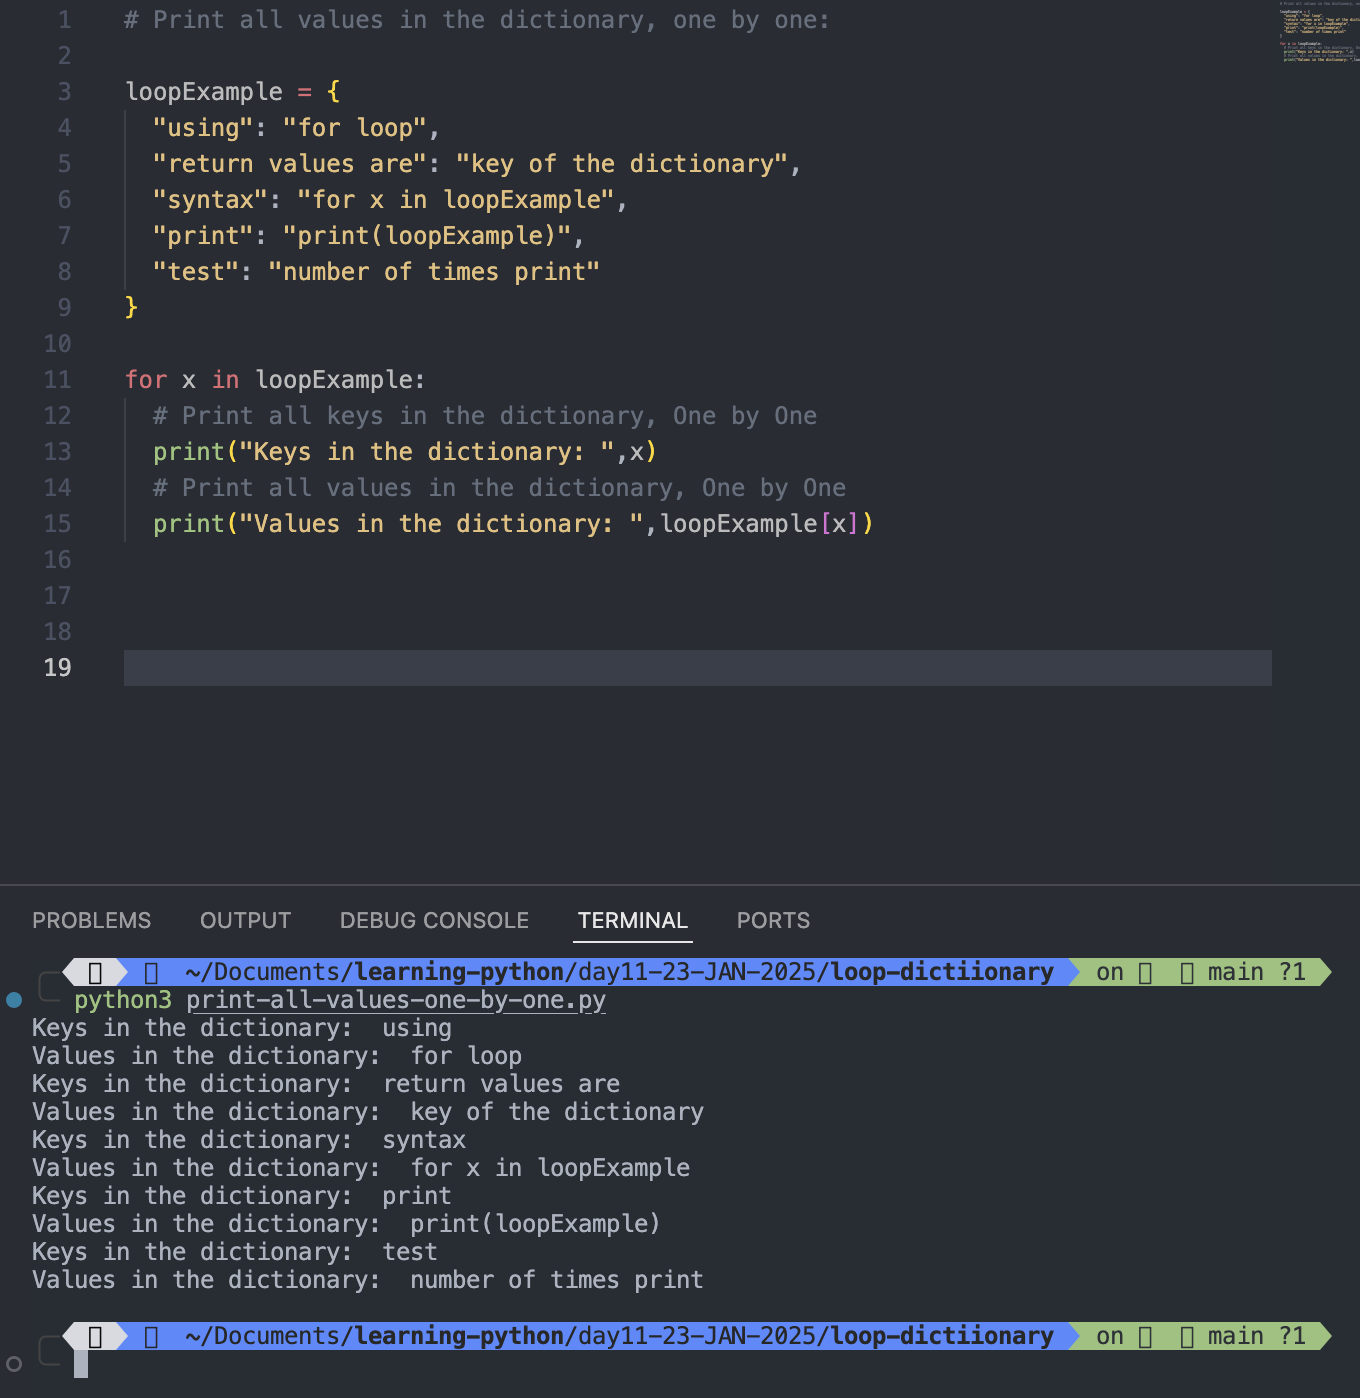 1 # Print all values in the dictionary, one by one:
2
3 loopExample = {
4 "using": "for loop",
5 "return values are": "key of the dictionary",
6 "syntax": "for x in loopExample",
7 "print": "print(loopExample)",
8 "test": "number of times print"
9 }
10
11 for x in loopExample:
12 # Print all keys in the dictionary, One by One
13 print("Keys in the dictionary: ",x)
14 # Print all values in the dictionary, One by One
15 print("Values in the dictionary: ",loopExample[x])
16
17
18
19
PROBLEMS OUTPUT DEBUG CONSOLE TERMINAL PORTS
~/Documents/learning-python/day11-23-JAN-2025/loop-dictiionary on main ?1
python3 print-all-values-one-by-one.py
Keys in the dictionary:  using
Values in the dictionary:  for loop
Keys in the dictionary:  return values are
Values in the dictionary:  key of the dictionary
Keys in the dictionary:  syntax
Values in the dictionary:  for x in loopExample
Keys in the dictionary:  print
Values in the dictionary:  print(loopExample)
Keys in the dictionary:  test
Values in the dictionary:  number of times print
~/Documents/learning-python/day11-23-JAN-2025/loop-dictiionary on main ?1